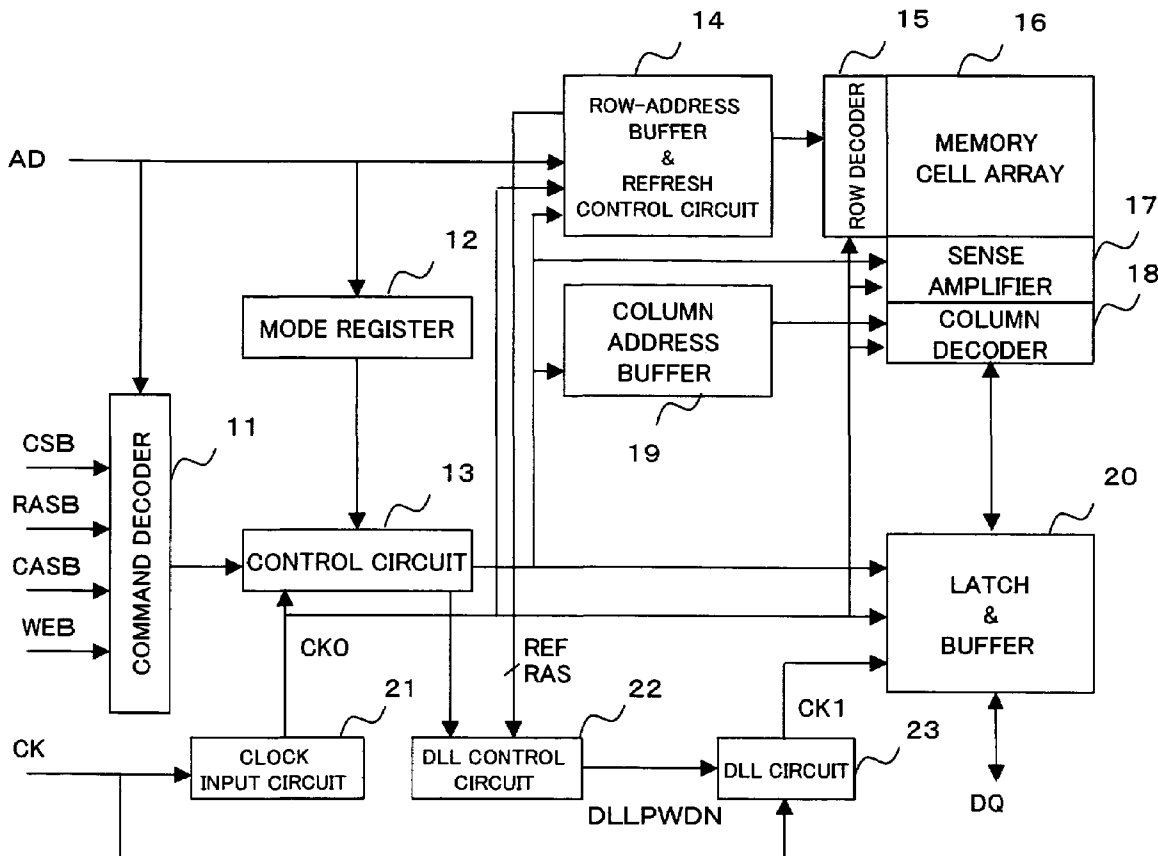 14
15
16
ROW-ADDRESS
BUFFER
&
REFRESH
CONTROL CIRCUIT
ROW DECODER
MEMORY
CELL ARRAY
AD
17
12
SENSE
AMPLIFIER
18
MODE REGISTER
COLUMN
ADDRESS
BUFFER
COLUMN
DECODER
19
11
CSB
RASB
CASB
WEB
COMMAND DECODER
13
CONTROL CIRCUIT
20
LATCH
&
BUFFER
CK0
REF
RAS
21
22
CK1
23
CK
CLOCK
INPUT CIRCUIT
DLL CONTROL
CIRCUIT
DLL CIRCUIT
DLLPWDN
DQ